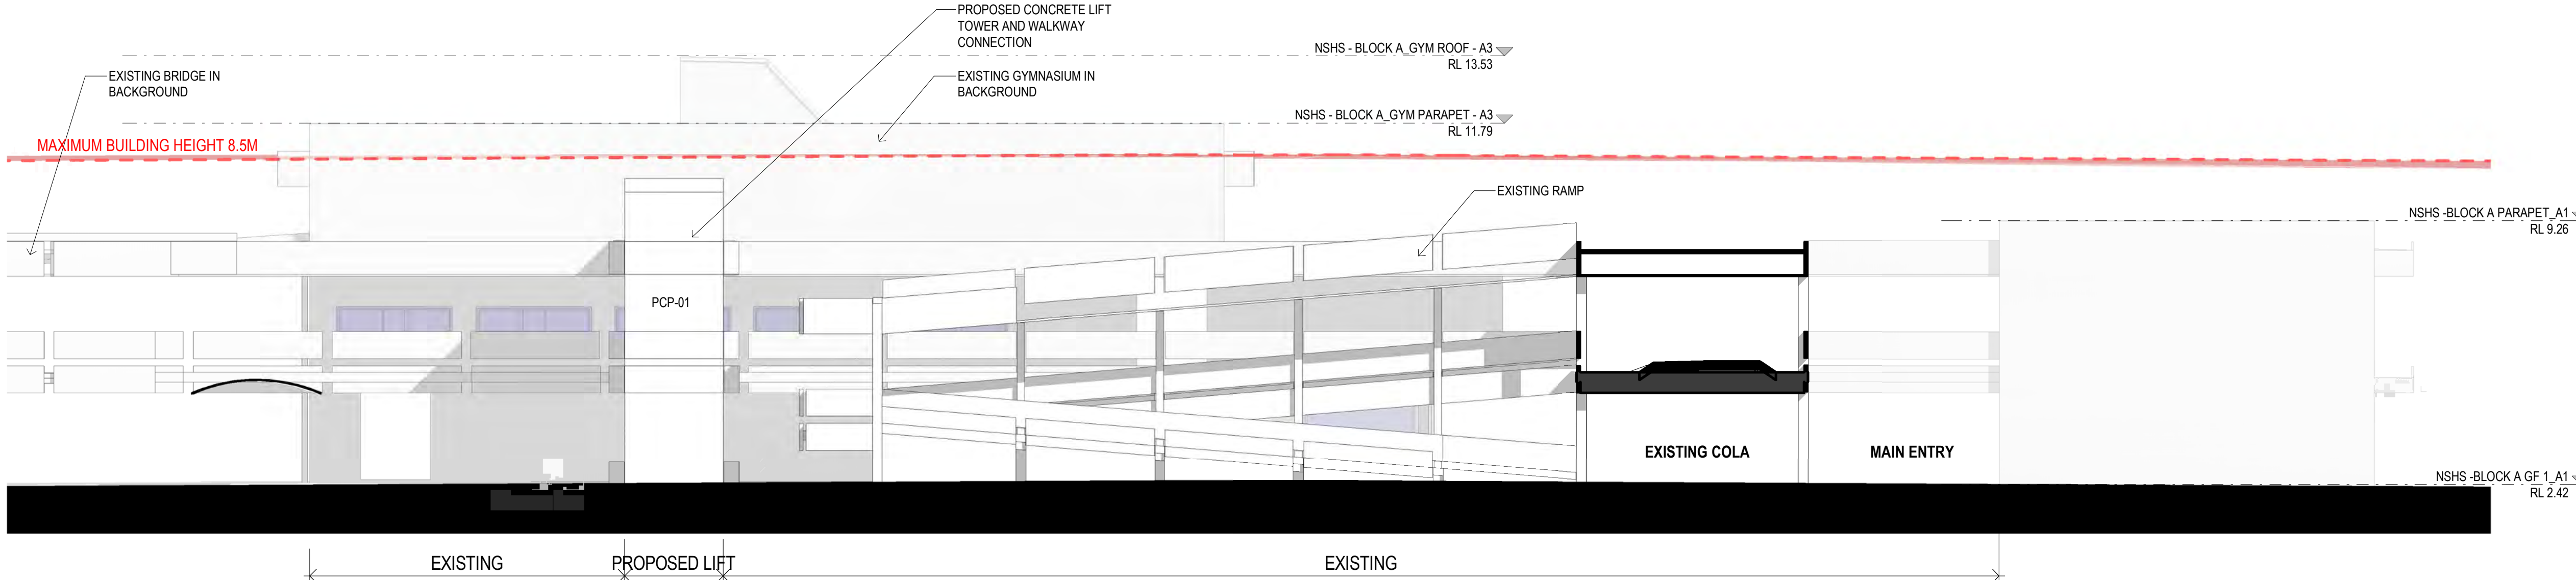 PROPOSED CONCRETE LIFT
TOWER AND WALKWAY
CONNECTION
NSHS - BLOCK A_GYM ROOF - A3
RL 13.53
EXISTING BRIDGE IN
BACKGROUND
EXISTING GYMNASIUM IN
BACKGROUND
NSHS - BLOCK A_GYM PARAPET - A3
RL 11.79
MAXIMUM BUILDING HEIGHT 8.5M
EXISTING RAMP
NSHS -BLOCK A PARAPET_A1
RL 9.26
PCP-01
EXISTING COLA
MAIN ENTRY
NSHS -BLOCK A GF 1_A1
RL 2.42
EXISTING
PROPOSED LIFT
EXISTING